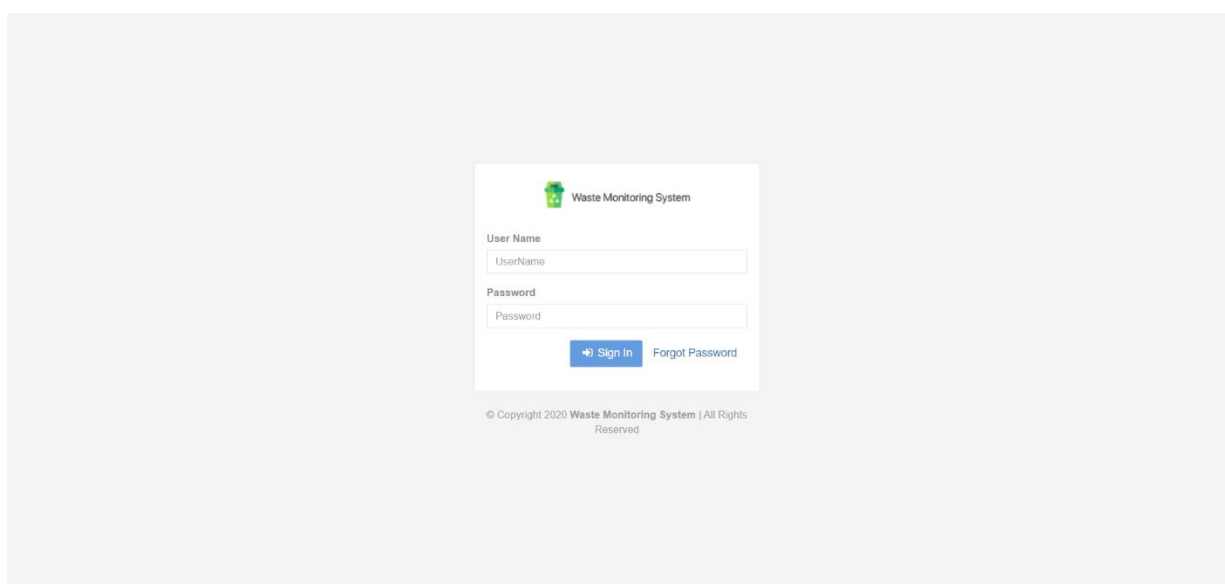 Waste Monitoring System
User Name
UserName
Password
Password
Sign In Forgot Password
© Copyright 2020 Waste Monitoring System | All Rights
Reserved